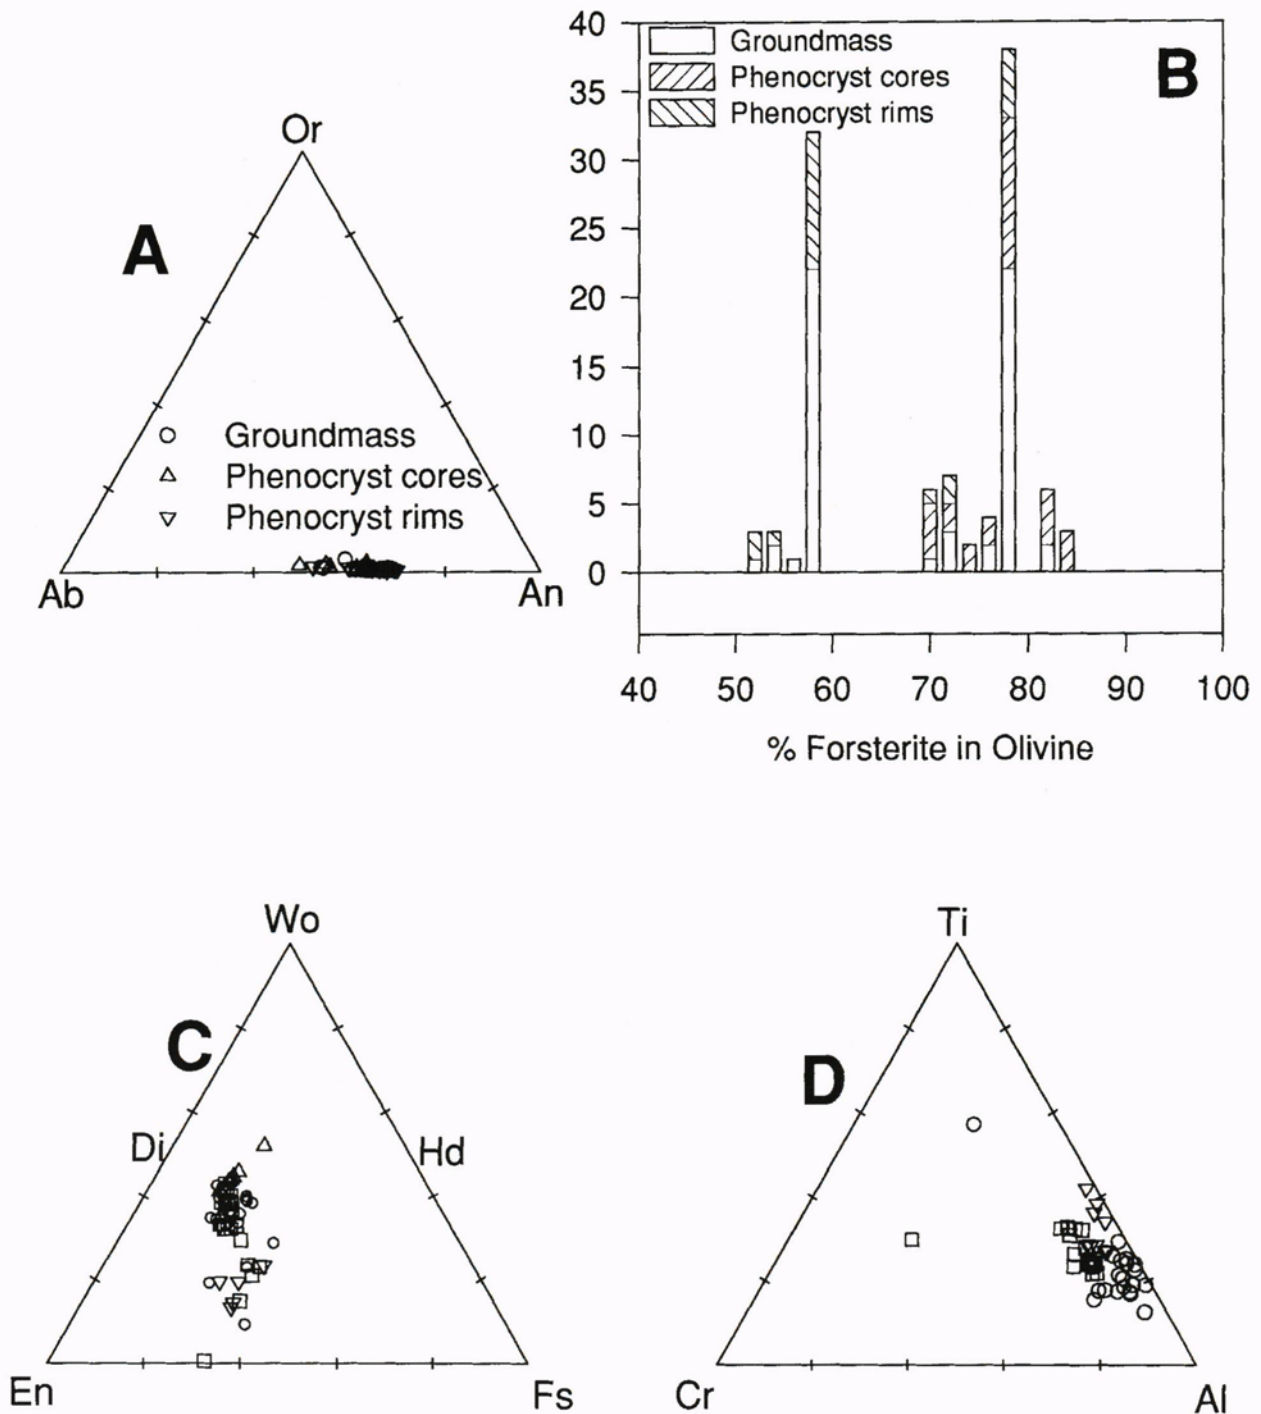 A
Or
Groundmass
Phenocryst cores
Phenocryst rims
Ab
An
B
Groundmass
Phenocryst cores
Phenocryst rims
40
35
30
25
20
15
10
5
0
40 50 60 70 80 90 100
% Forsterite in Olivine
C
Wo
Di
Hd
En
Fs
D
Ti
Cr
Al